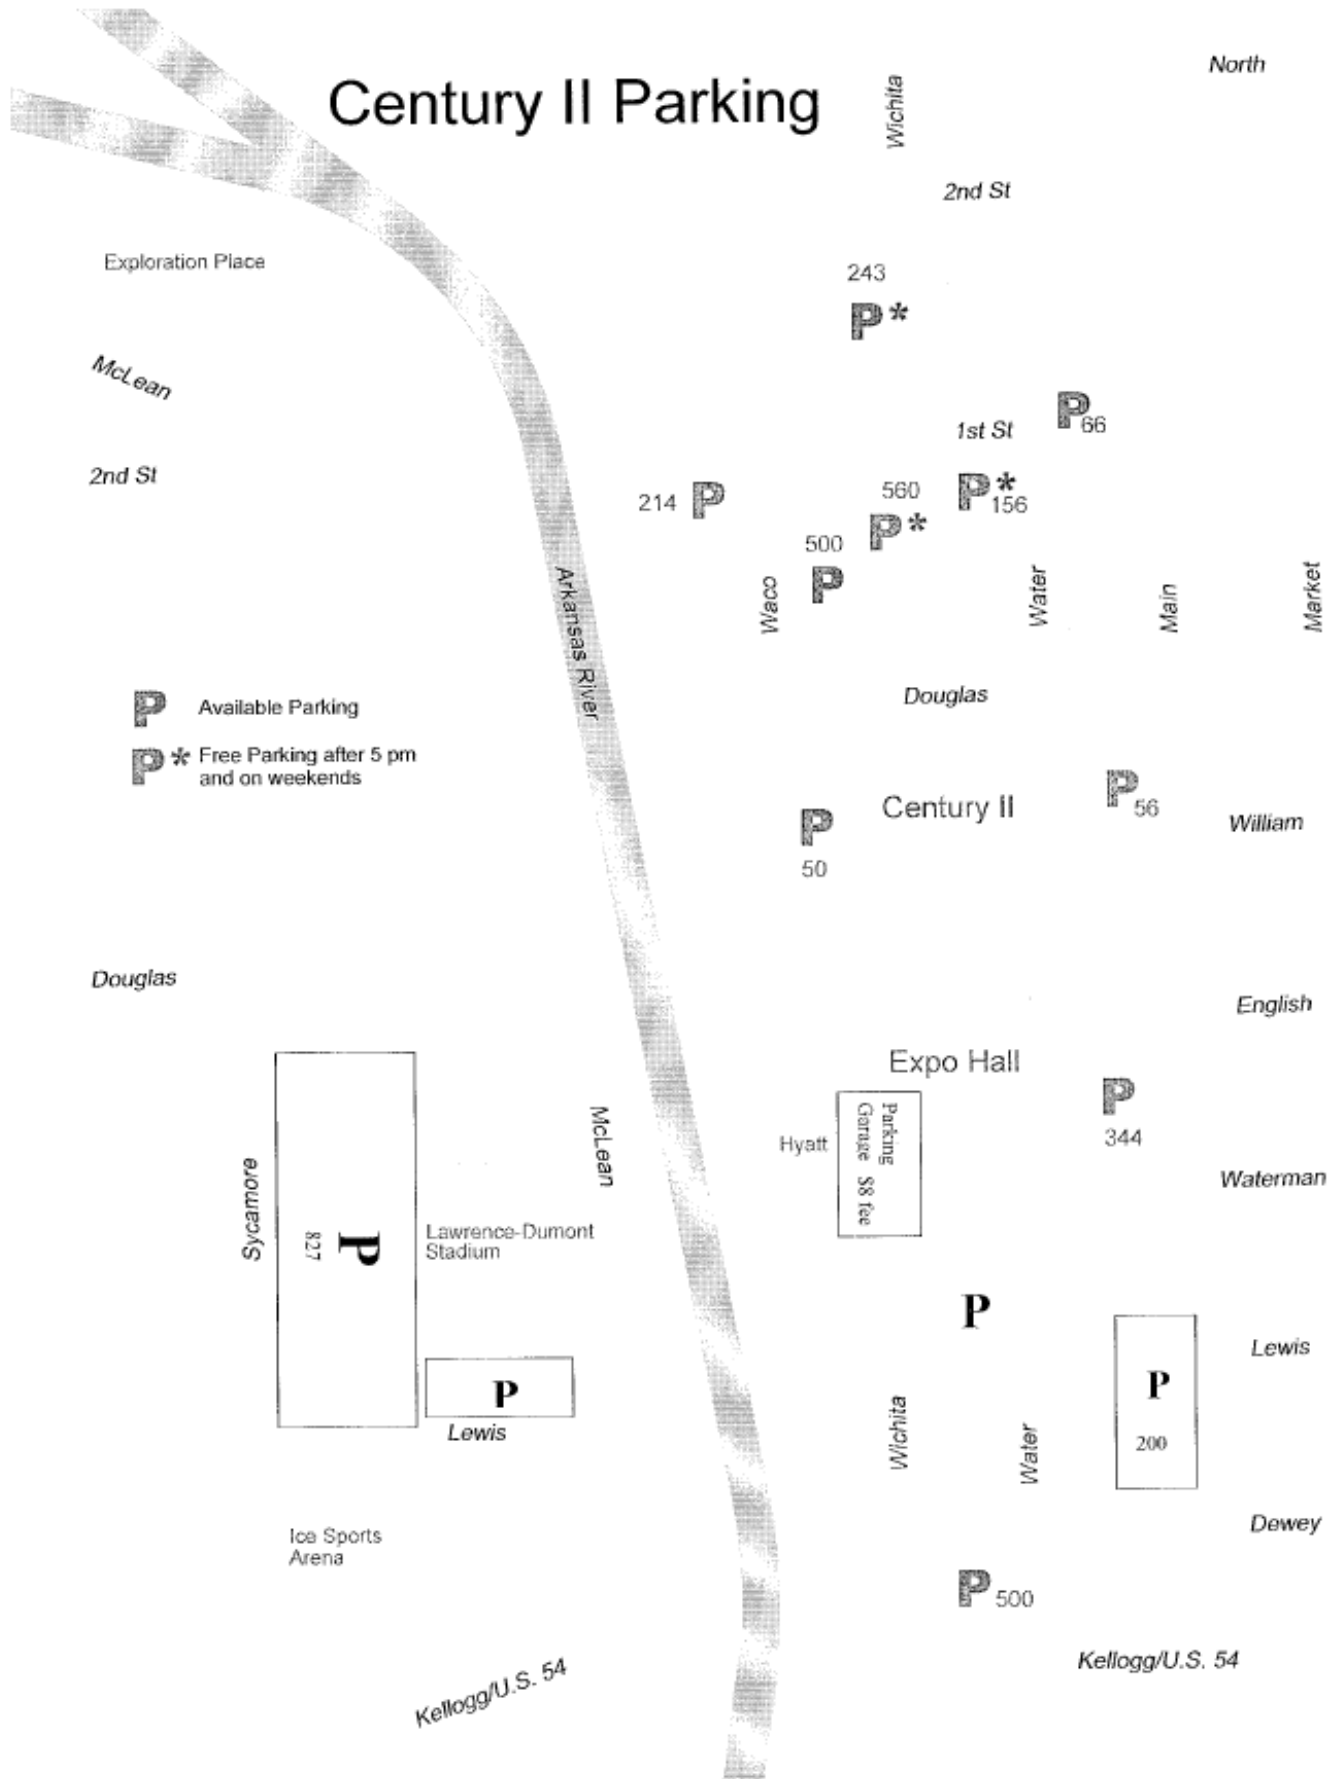 North
Century II Parking
Wichita
2nd St
Exploration Place
243
P*
McLean
P 66
1st St
2nd St
214 P
560
P* 156
P*
500
P
Waco
Water
Main
Market
Arkansas River
Douglas
P Available Parking
P* Free Parking after 5 pm
and on weekends
P 56
Century II
William
P
50
Douglas
English
Expo Hall
P
344
Hyatt
Parking
Garage $8 fee
McLean
Sycamore
Waterman
P
827
Lawrence-Dumont
Stadium
P
Lewis
P
200
P
Lewis
Wichita
Water
Dewey
Ice Sports
Arena
P 500
Kellogg/U.S. 54
Kellogg/U.S. 54